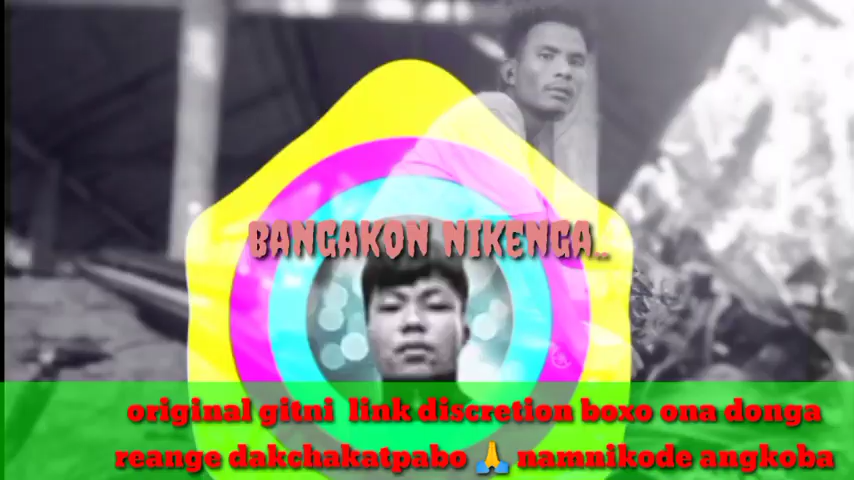 BANGAKON NIKENGA..
original gitni link discretion boxo ona donga
reange dakchakatpabo 🙏 namnikode angkoba